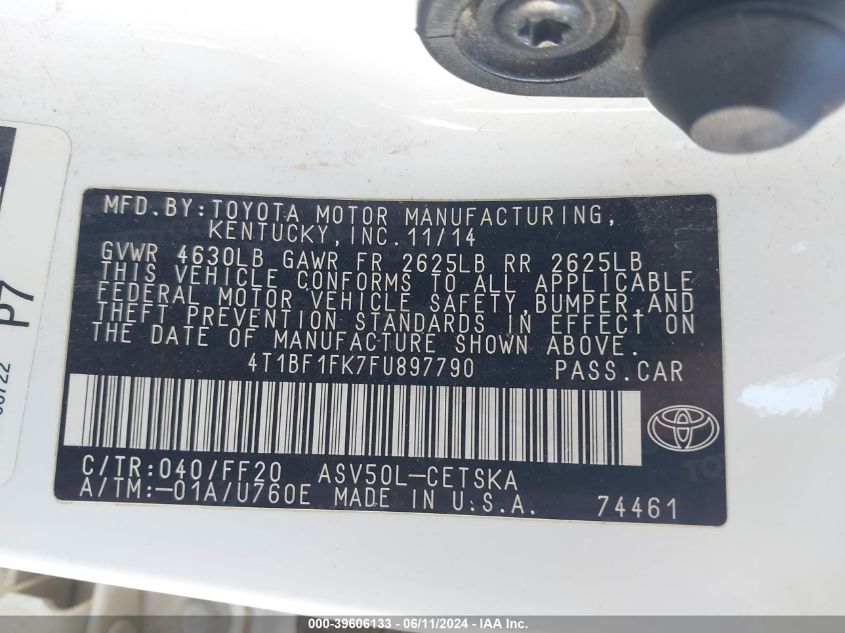 MFD.BY:TOYOTA MOTOR MANUFACTURING,
KENTUCKY,INC.11/14
GVWR 4630LB GAWR FR 2625LB RR 2625LB
THIS VEHICLE CONFORMS TO ALL APPLICABLE
FEDERAL MOTOR VEHICLE SAFETY,BUMPER,AND
THEFT PREVENTION STANDARDS IN EFFECT ON
THE DATE OF MANUFACTURE SHOWN ABOVE.
4T1BF1FK7FU897790 PASS.CAR
C/TR:040/FF20 ASV50L-CETSKA
A/TM:-01A/U760E MADE IN U.S.A. 74461
P7
000-39606133 - 06/11/2024 - IAA Inc.